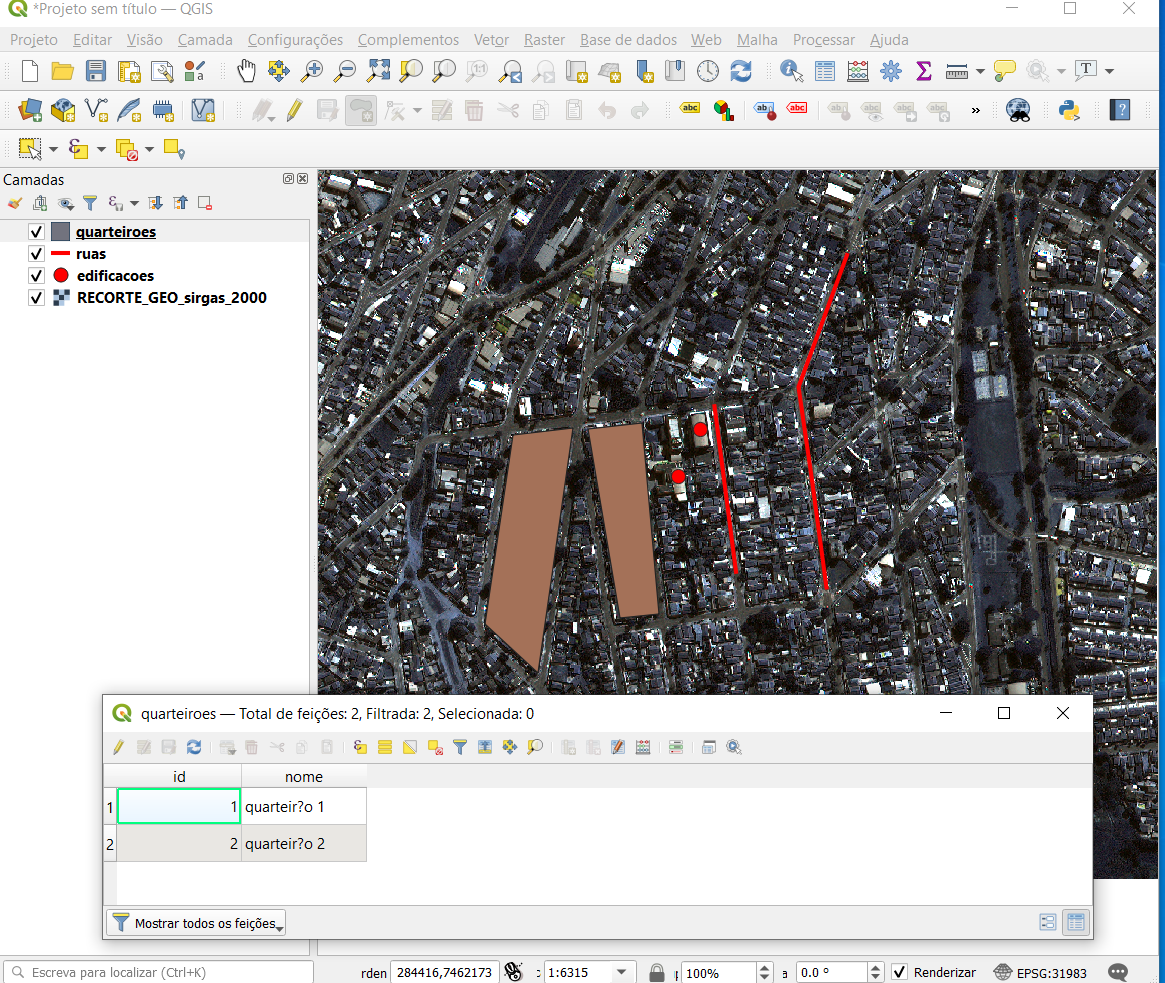 *Projeto sem título — QGIS
Projeto Editar Visão Camada Configurações Complementos Vetor Raster Base de dados Web Malha Processar Ajuda
Camadas
quarteiroes
ruas
edificacoes
RECORTE_GEO_sirgas_2000
quarteiroes — Total de feições: 2, Filtrada: 2, Selecionada: 0
id nome
1 1 quarteir?o 1
2 2 quarteir?o 2
Mostrar todos os feições
Escreva para localizar (Ctrl+K) rden 284416,7462173 1:6315 100% a 0.0 ° Renderizar EPSG:31983